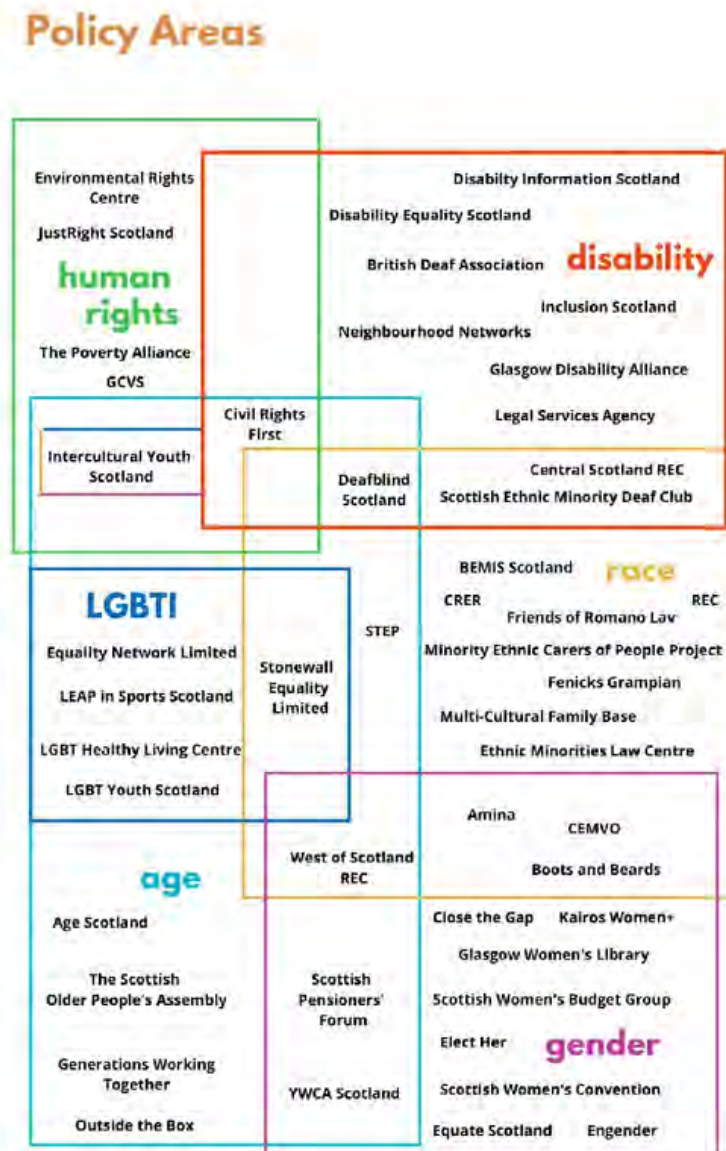 Policy Areas
Environmental Rights
Centre
JustRight Scotland
human
rights
The Poverty Alliance
GCVS
Disabilty Information Scotland
Disability Equality Scotland
British Deaf Association
disability
Inclusion Scotland
Neighbourhood Networks
Glasgow Disability Alliance
Legal Services Agency
Civil Rights
First
Intercultural Youth
Scotland
Deafblind
Scotland
Central Scotland REC
Scottish Ethnic Minority Deaf Club
BEMIS Scotland
race
CRER
REC
Friends of Romano Lav
STEP
Minority Ethnic Carers of People Project
Fenicks Grampian
Multi-Cultural Family Base
Ethnic Minorities Law Centre
LGBTI
Equality Network Limited
LEAP in Sports Scotland
LGBT Healthy Living Centre
LGBT Youth Scotland
Stonewall
Equality
Limited
Amina
CEMVO
Boots and Beards
West of Scotland
REC
age
Age Scotland
The Scottish
Older People's Assembly
Generations Working
Together
Outside the Box
Scottish
Pensioners'
Forum
YWCA Scotland
Close the Gap
Kairos Women+
Glasgow Women's Library
Scottish Women's Budget Group
Elect Her
gender
Scottish Women's Convention
Equate Scotland
Engender